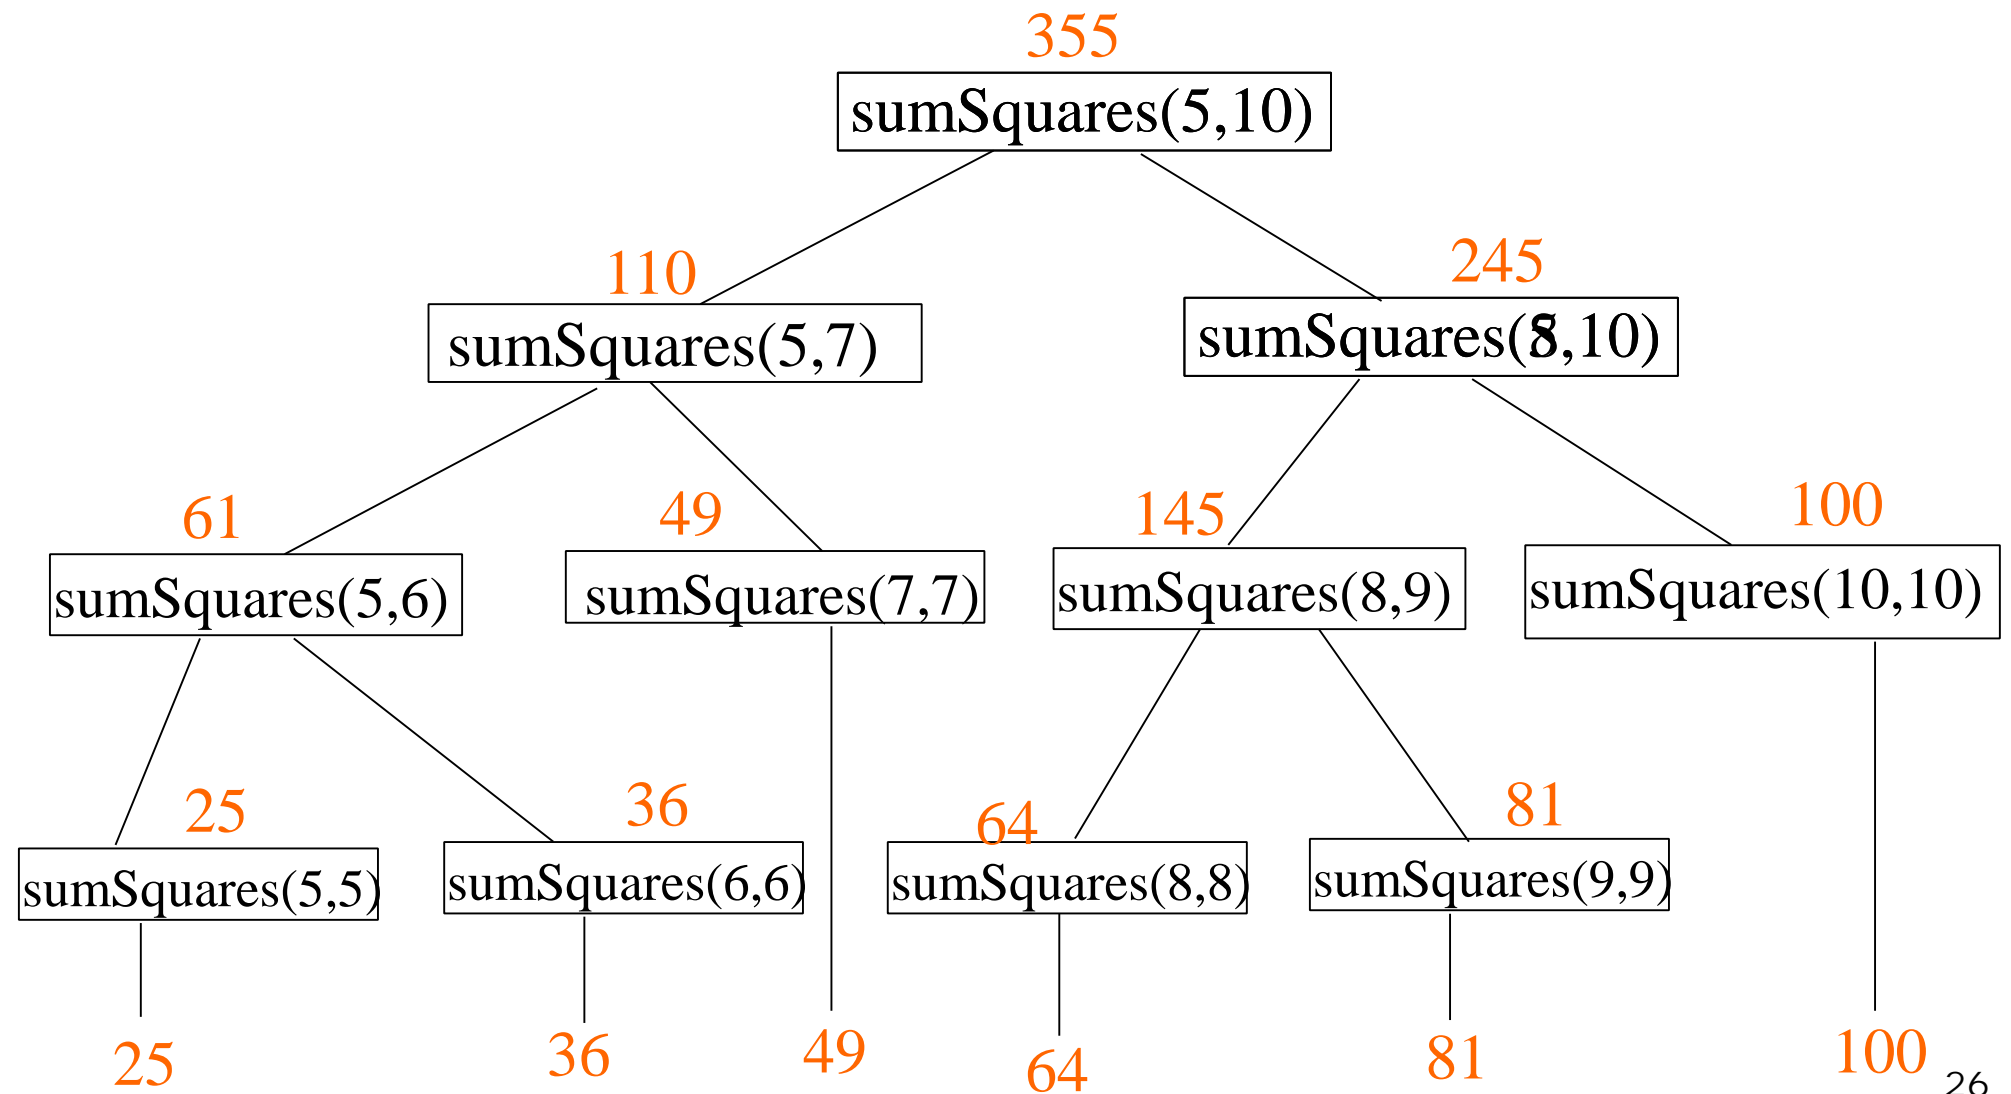 355
sumSquares(5,10)
110
245
sumSquares(5,7)
sumSquares(8,10)
61
49
145
100
sumSquares(5,6)
sumSquares(7,7)
sumSquares(8,9)
sumSquares(10,10)
25
36
64
81
sumSquares(5,5)
sumSquares(6,6)
sumSquares(8,8)
sumSquares(9,9)
25
36
49
64
81
100
26